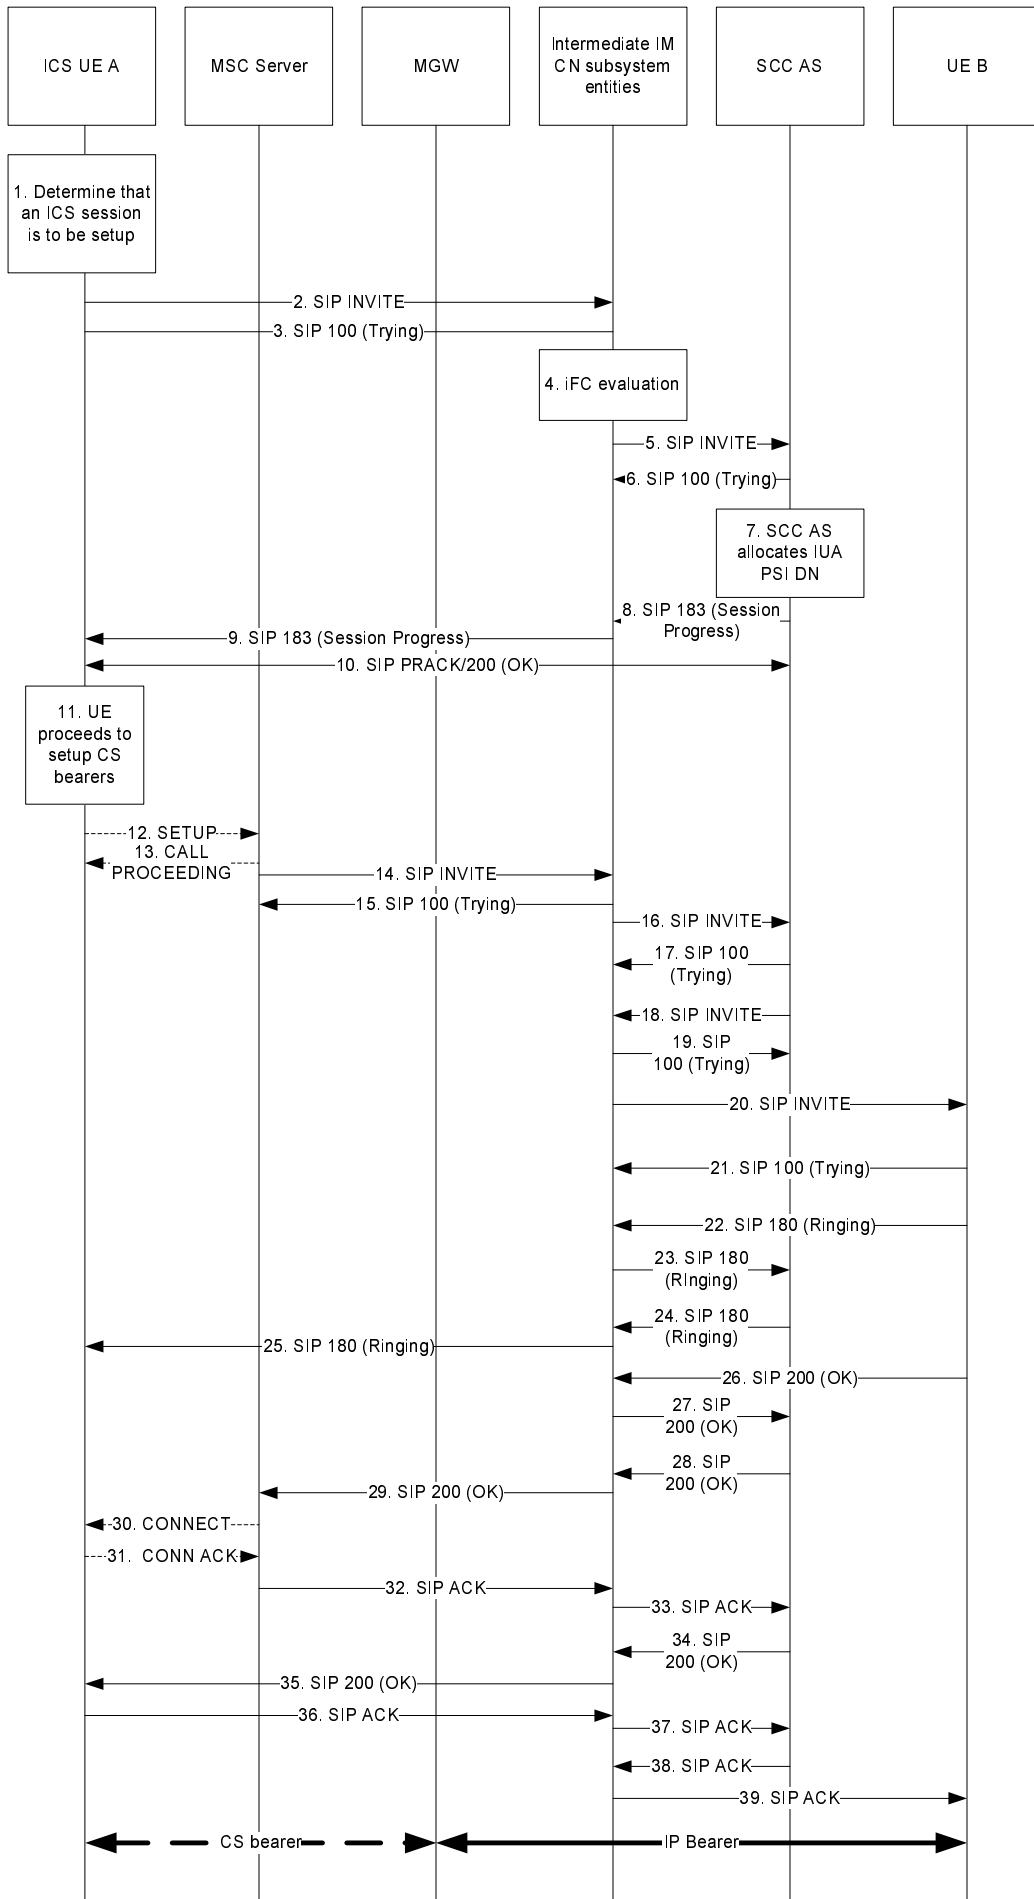 ICS UE A
MSC Server
MGW
Intermediate IM
CN subsystem
entities
SCC AS
UE B
1. Determine that
an ICS session
is to be setup
2. SIP INVITE
3. SIP 100 (Trying)
4. iFC evaluation
5. SIP INVITE
6. SIP 100 (Trying)
7. SCC AS
allocates IUA
PSI DN
8. SIP 183 (Session
Progress)
9. SIP 183 (Session Progress)
10. SIP PRACK/200 (OK)
11. UE
proceeds to
setup CS
bearers
12. SETUP
13. CALL
PROCEEDING
14. SIP INVITE
15. SIP 100 (Trying)
16. SIP INVITE
17. SIP 100
(Trying)
18. SIP INVITE
19. SIP
100 (Trying)
20. SIP INVITE
21. SIP 100 (Trying)
22. SIP 180 (Ringing)
23. SIP 180
(RInging)
24. SIP 180
(Ringing)
25. SIP 180 (Ringing)
26. SIP 200 (OK)
27. SIP
200 (OK)
28. SIP
200 (OK)
29. SIP 200 (OK)
30. CONNECT
31. CONN ACK
32. SIP ACK
33. SIP ACK
34. SIP
200 (OK)
35. SIP 200 (OK)
36. SIP ACK
37. SIP ACK
38. SIP ACK
39. SIP ACK
CS bearer
IP Bearer